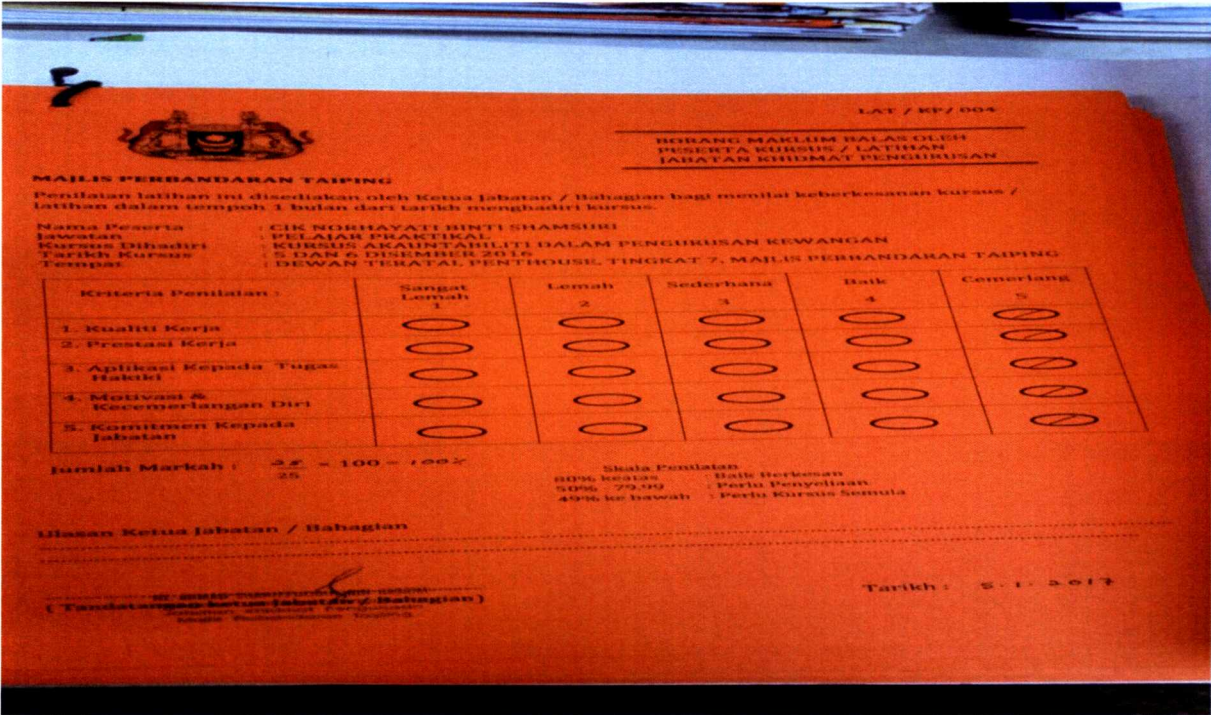 LAT / KP / 004
BORANG MAKLUM BALAS OLEH
PESERTA KURSUS / LATIHAN
JABATAN KHIDMAT PENGURUSAN
MAJLIS PERBANDARAN TAIPING
Penilaian latihan ini disediakan oleh Ketua Jabatan / Bahagian bagi menilai keberkesanan kursus /
latihan dalam tempoh 1 bulan dari tarikh menghadiri kursus.
Nama Peserta : CIK NORHAYATI BINTI SHAMSURI
Jawatan : PELAJAR PRAKTIKAL
Kursus Dihadiri : KURSUS AKAUNTABILITI DALAM PENGURUSAN KEWANGAN
Tarikh Kursus : 5 DAN 6 DISEMBER 2016
Tempat : DEWAN TERATAI, PENTHOUSE, TINGKAT 7, MAJLIS PERBANDARAN TAIPING
Kriteria Penilaian : Sangat Lemah 1 Lemah 2 Sederhana 3 Baik 4 Cemerlang 5
1. Kualiti Kerja
2. Prestasi Kerja
3. Aplikasi Kepada Tugas
Hakiki
4. Motivasi &
Kecemerlangan Diri
5. Komitmen Kepada
Jabatan
Jumlah Markah : 25 × 100 = 100%
25
Skala Penilaian
80% keatas : Baik Berkesan
50% - 79.99 : Perlu Penyeliaan
49% ke bawah : Perlu Kursus Semula
Ulasan Ketua Jabatan / Bahagian
( Tandatangan Ketua Jabatan / Bahagian )
Majlis Perbandaran Taiping
Tarikh : 5.1.2017